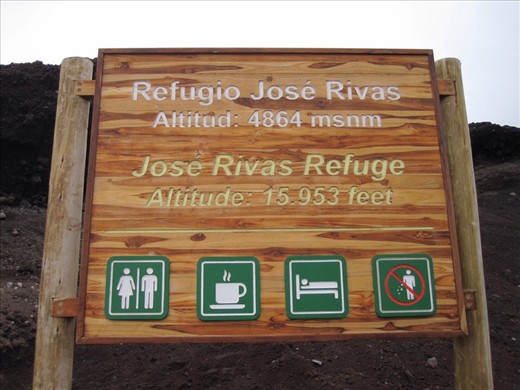 Refugio José Rivas
Altitud: 4864 msnm
José Rivas Refuge
Altitude: 15.953 feet